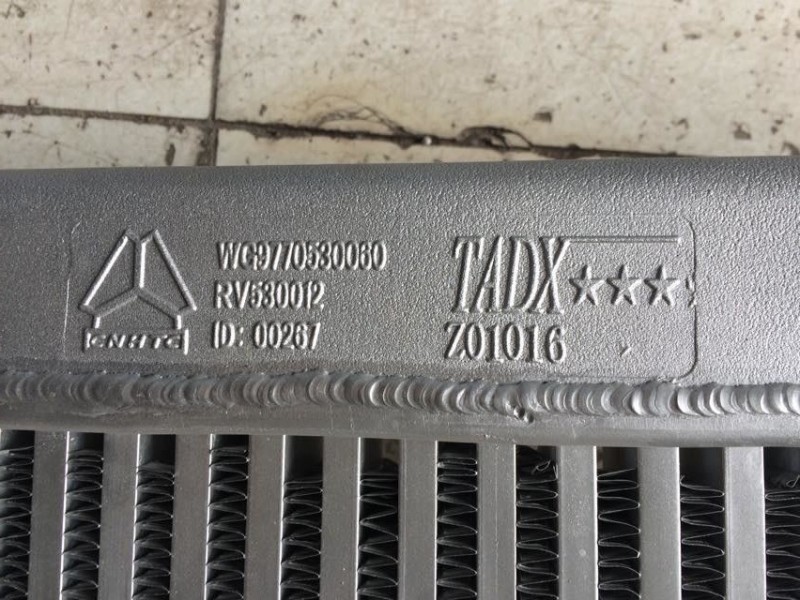 CNHTC
WG9770530060
RV530012
ID: 00267
TADX★★★
Z01016